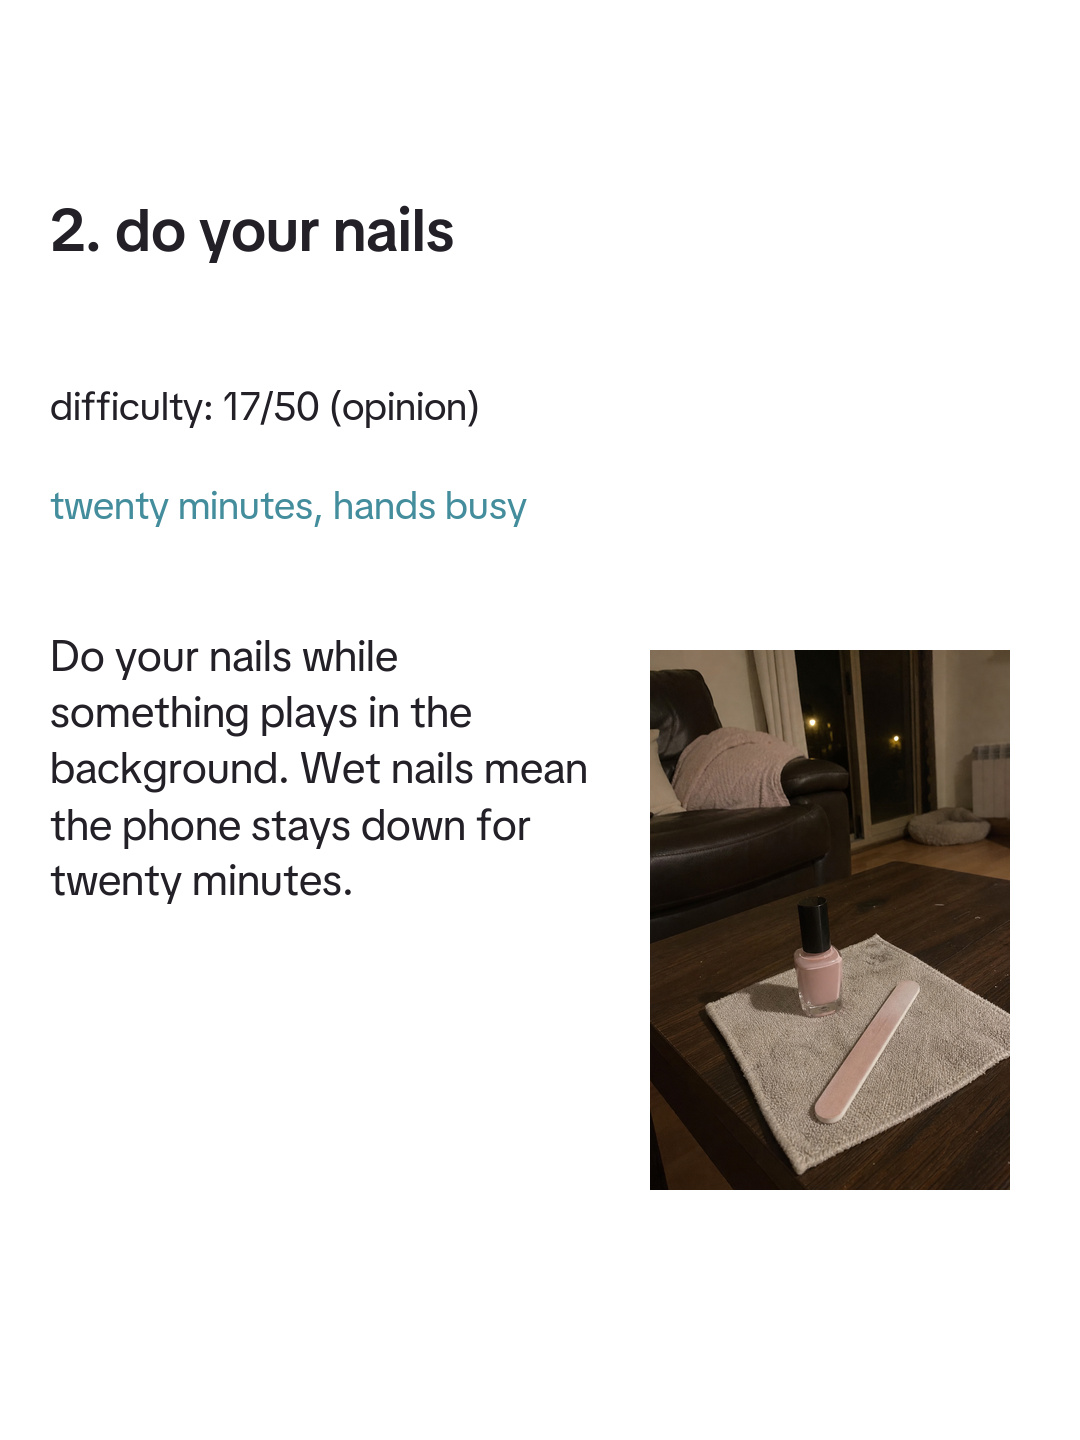 2. do your nails
difficulty: 17/50 (opinion)
twenty minutes, hands busy
Do your nails while
something plays in the
background. Wet nails mean
the phone stays down for
twenty minutes.